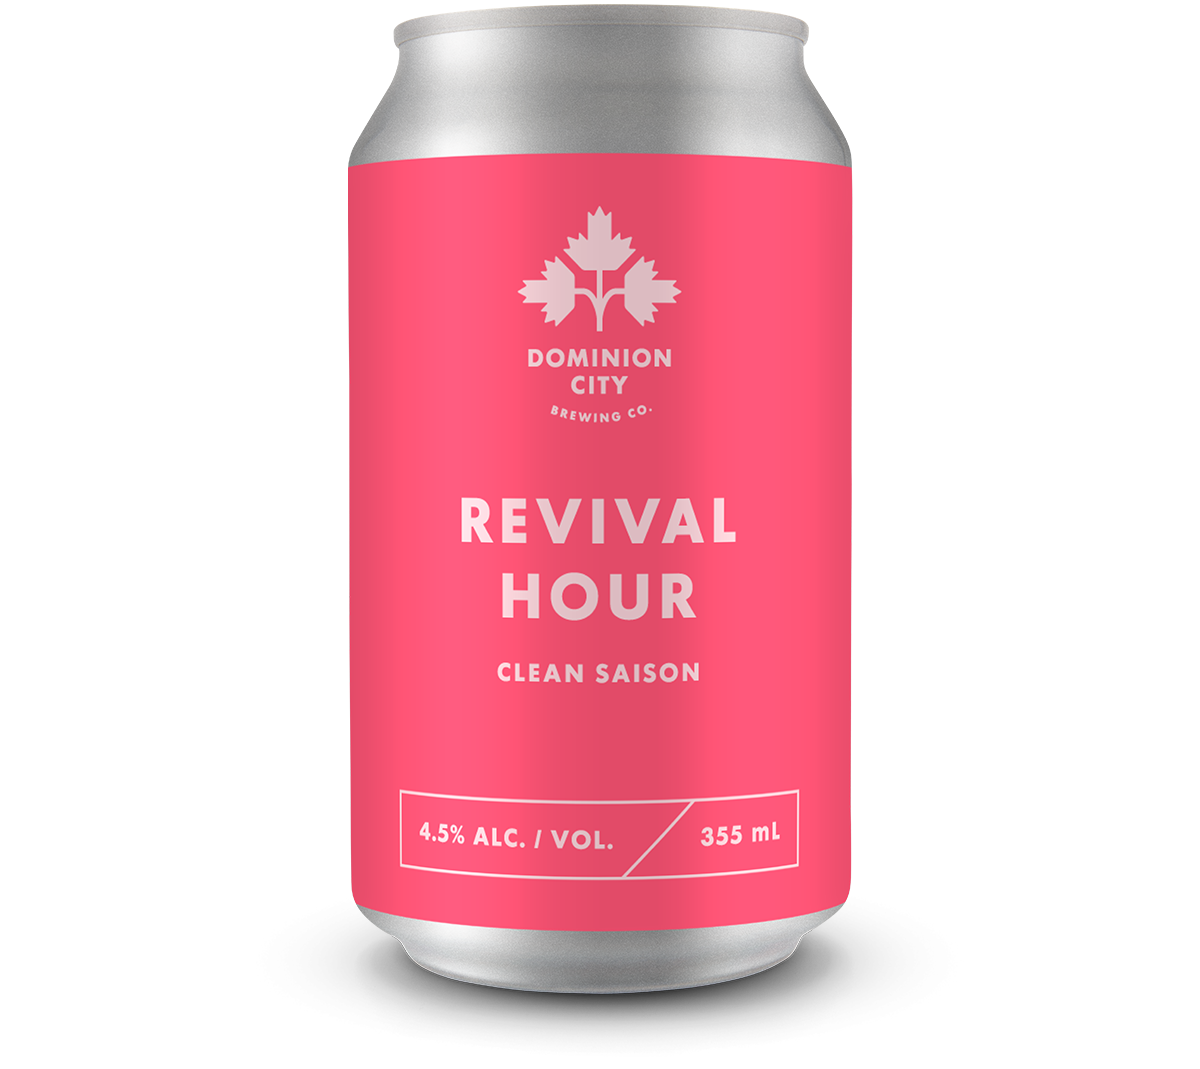 DOMINION
CITY
BREWING CO.
REVIVAL
HOUR
CLEAN SAISON
4.5% ALC. / VOL.
355 mL